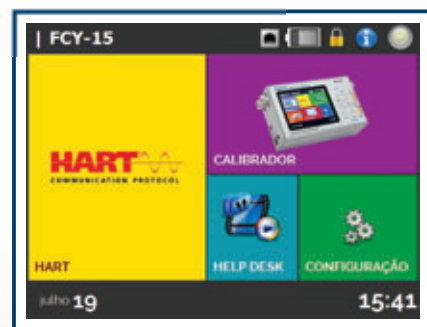 | FCY-15
HART
COMMUNICATION PROTOCOL
HART
CALIBRADOR
HELP DESK
CONFIGURAÇÃO
julho 19
15:41